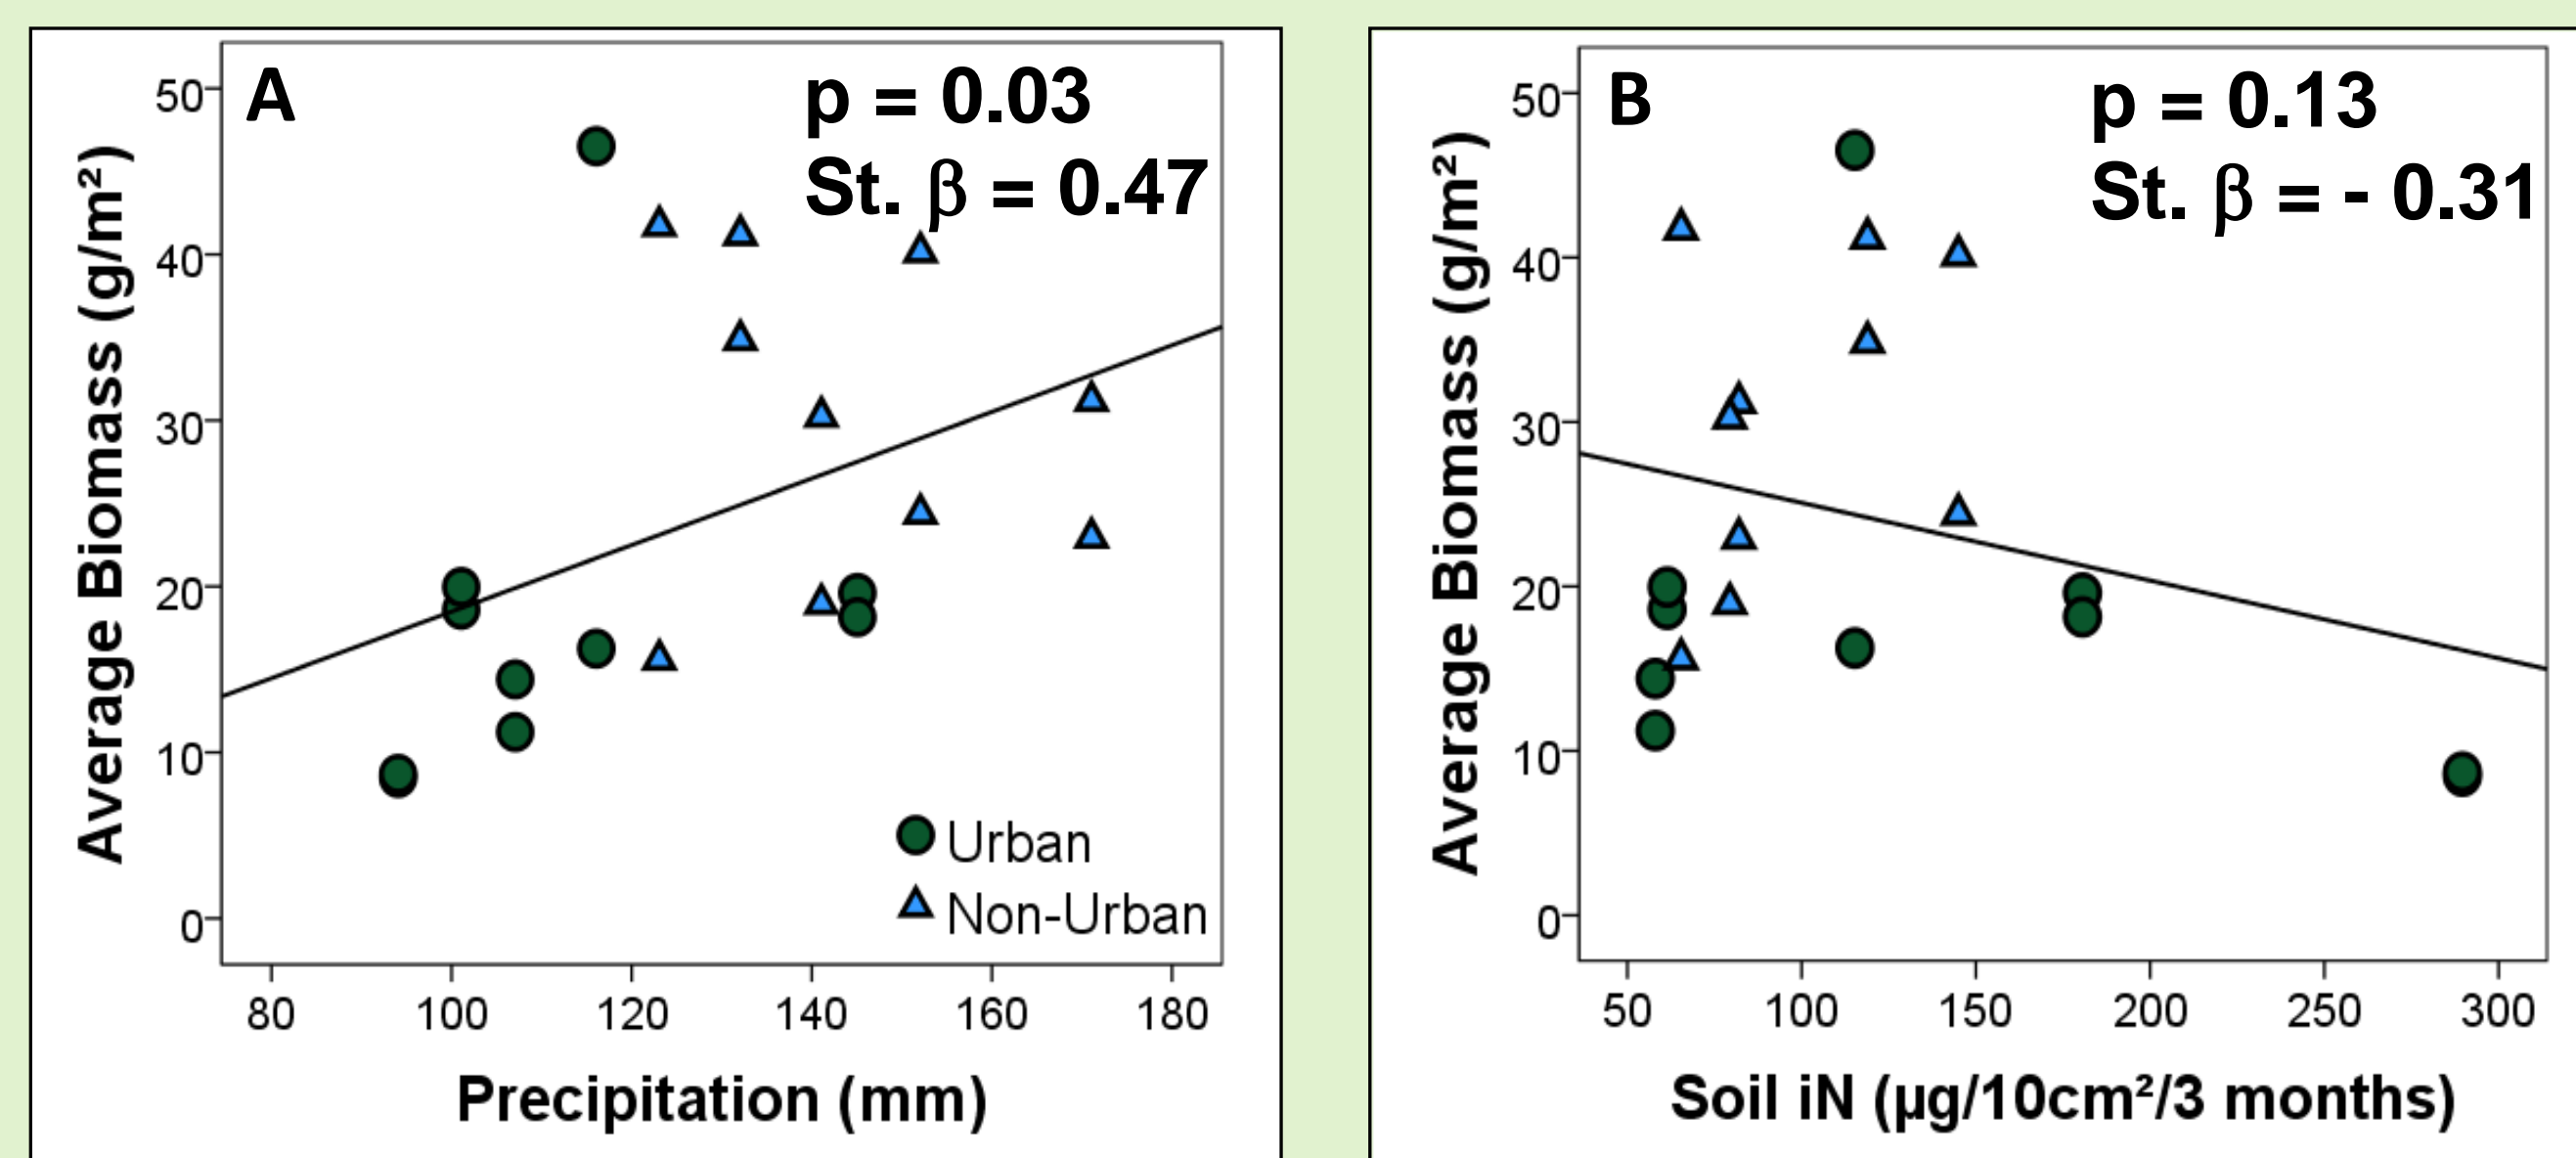 A
p = 0.03
St. β = 0.47
50
40
30
20
10
0
Average Biomass (g/m²)
Urban
Non-Urban
80 100 120 140 160 180
Precipitation (mm)
B
p = 0.13
St. β = - 0.31
50
40
30
20
10
0
Average Biomass (g/m²)
50 100 150 200 250 300
Soil iN (µg/10cm²/3 months)